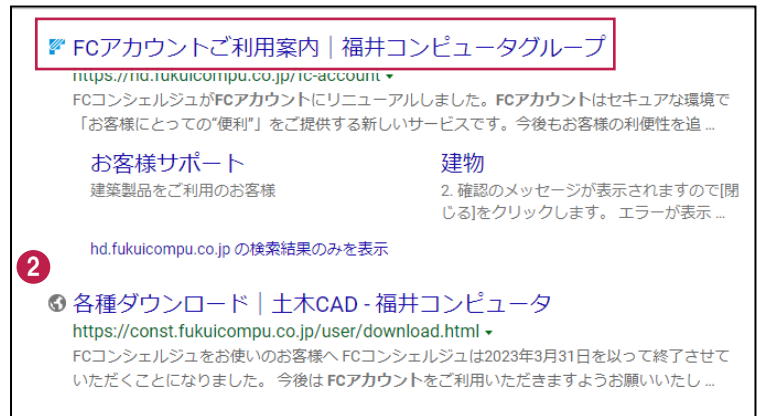 FCアカウントご利用案内｜福井コンピュータグループ
https://hd.fukuicompu.co.jp/fc-account
FCコンシェルジュがFCアカウントにリニューアルしました。FCアカウントはセキュアな環境で
「お客様にとっての“便利”」をご提供する新しいサービスです。今後もお客様の利便性を追 ...
お客様サポート
建築製品をご利用のお客様
建物
2. 確認のメッセージが表示されますので[閉
じる]をクリックします。 エラーが表示 ...
hd.fukuicompu.co.jp の検索結果のみを表示
2
各種ダウンロード｜土木CAD - 福井コンピュータ
https://const.fukuicompu.co.jp/user/download.html
FCコンシェルジュをお使いのお客様へ FCコンシェルジュは2023年3月31日を以って終了させて
いただくことになりました。 今後は FCアカウントをご利用いただきますようお願いいたし ...